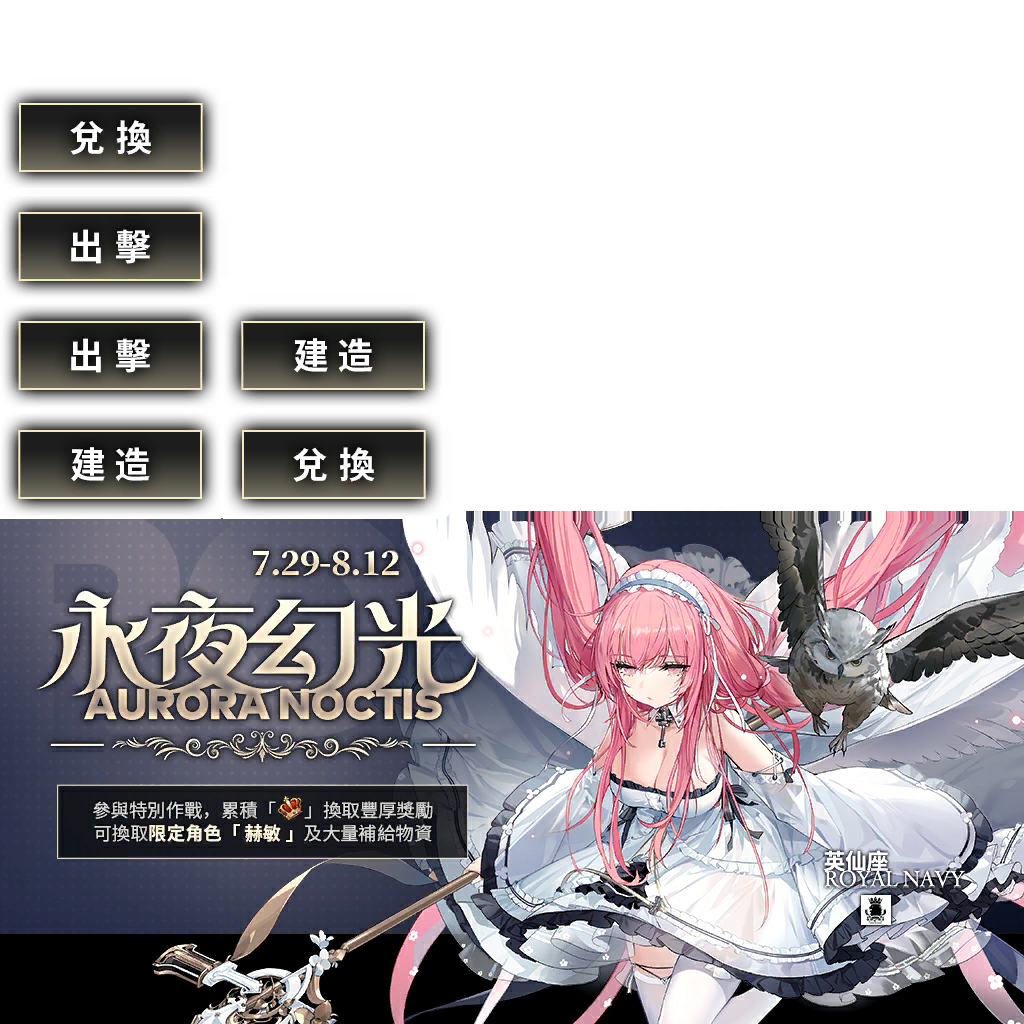 兌換
出擊
出擊
建造
建造
兌換
7.29-8.12
永夜幻光
AURORA NOCTIS
參與特別作戰，累積「」換取豐厚獎勵
可換取限定角色「赫敏」及大量補給物資
英仙座
ROYAL NAVY